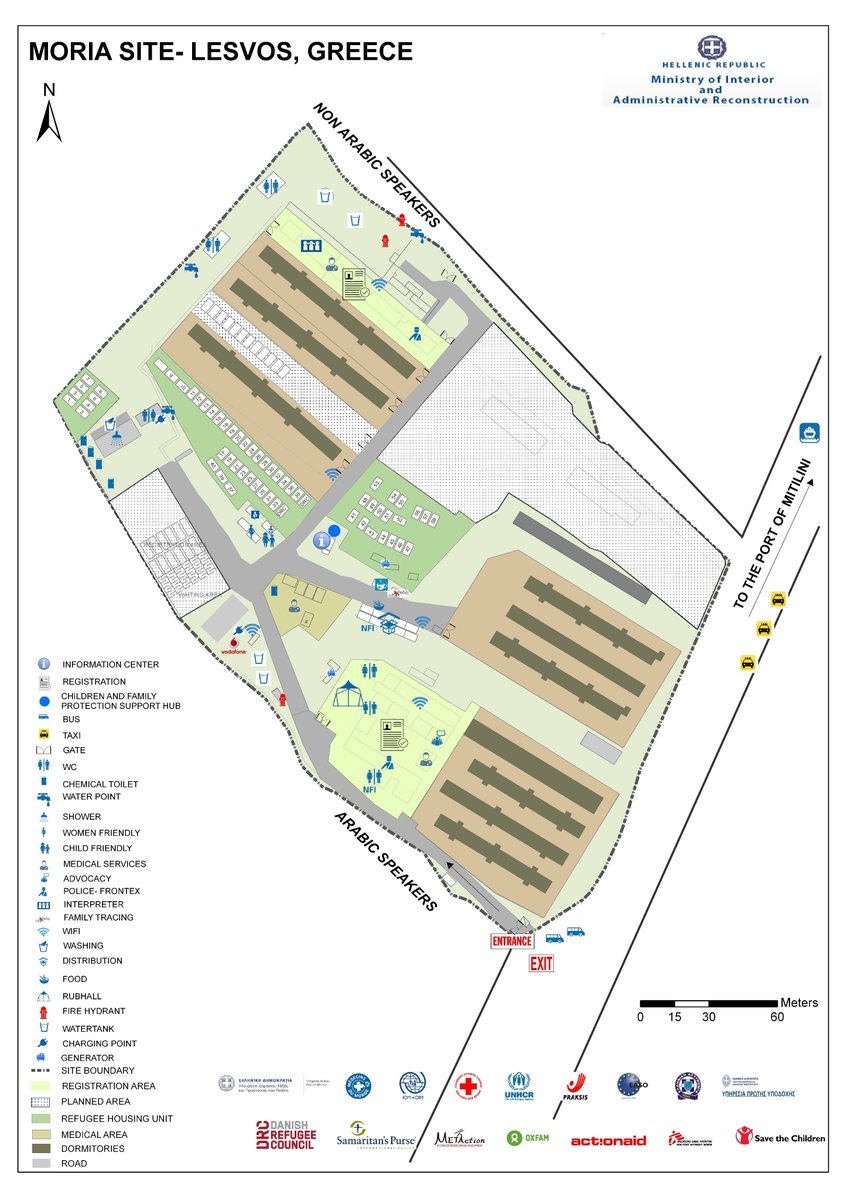 MORIA SITE- LESVOS, GREECE
HELLENIC REPUBLIC
Ministry of Interior
and
Administrative Reconstruction
N
NON ARABIC SPEAKERS
TO THE PORT OF MITILINI
REGISTRATION
WAITING AREA
NFI
vodafone
NFI
ARABIC SPEAKERS
ENTRANCE
EXIT
INFORMATION CENTER
REGISTRATION
CHILDREN AND FAMILY
PROTECTION SUPPORT HUB
BUS
TAXI
GATE
WC
CHEMICAL TOILET
WATER POINT
SHOWER
WOMEN FRIENDLY
CHILD FRIENDLY
MEDICAL SERVICES
ADVOCACY
POLICE- FRONTEX
INTERPRETER
FAMILY TRACING
WIFI
WASHING
DISTRIBUTION
FOOD
RUBHALL
FIRE HYDRANT
WATERTANK
CHARGING POINT
GENERATOR
SITE BOUNDARY
REGISTRATION AREA
PLANNED AREA
REFUGEE HOUSING UNIT
MEDICAL AREA
DORMITORIES
ROAD
Meters
0 15 30 60
ΕΛΛΗΝΙΚΗ ΔΗΜΟΚΡΑΤΙΑ
IOM • OIM
UNHCR
PRAKSIS
EASO
ΥΠΗΡΕΣΙΑ ΠΡΩΤΗΣ ΥΠΟΔΟΧΗΣ
DRC DANISH
REFUGEE
COUNCIL
Samaritan's Purse
METAction
OXFAM
act!onaid
Save the Children